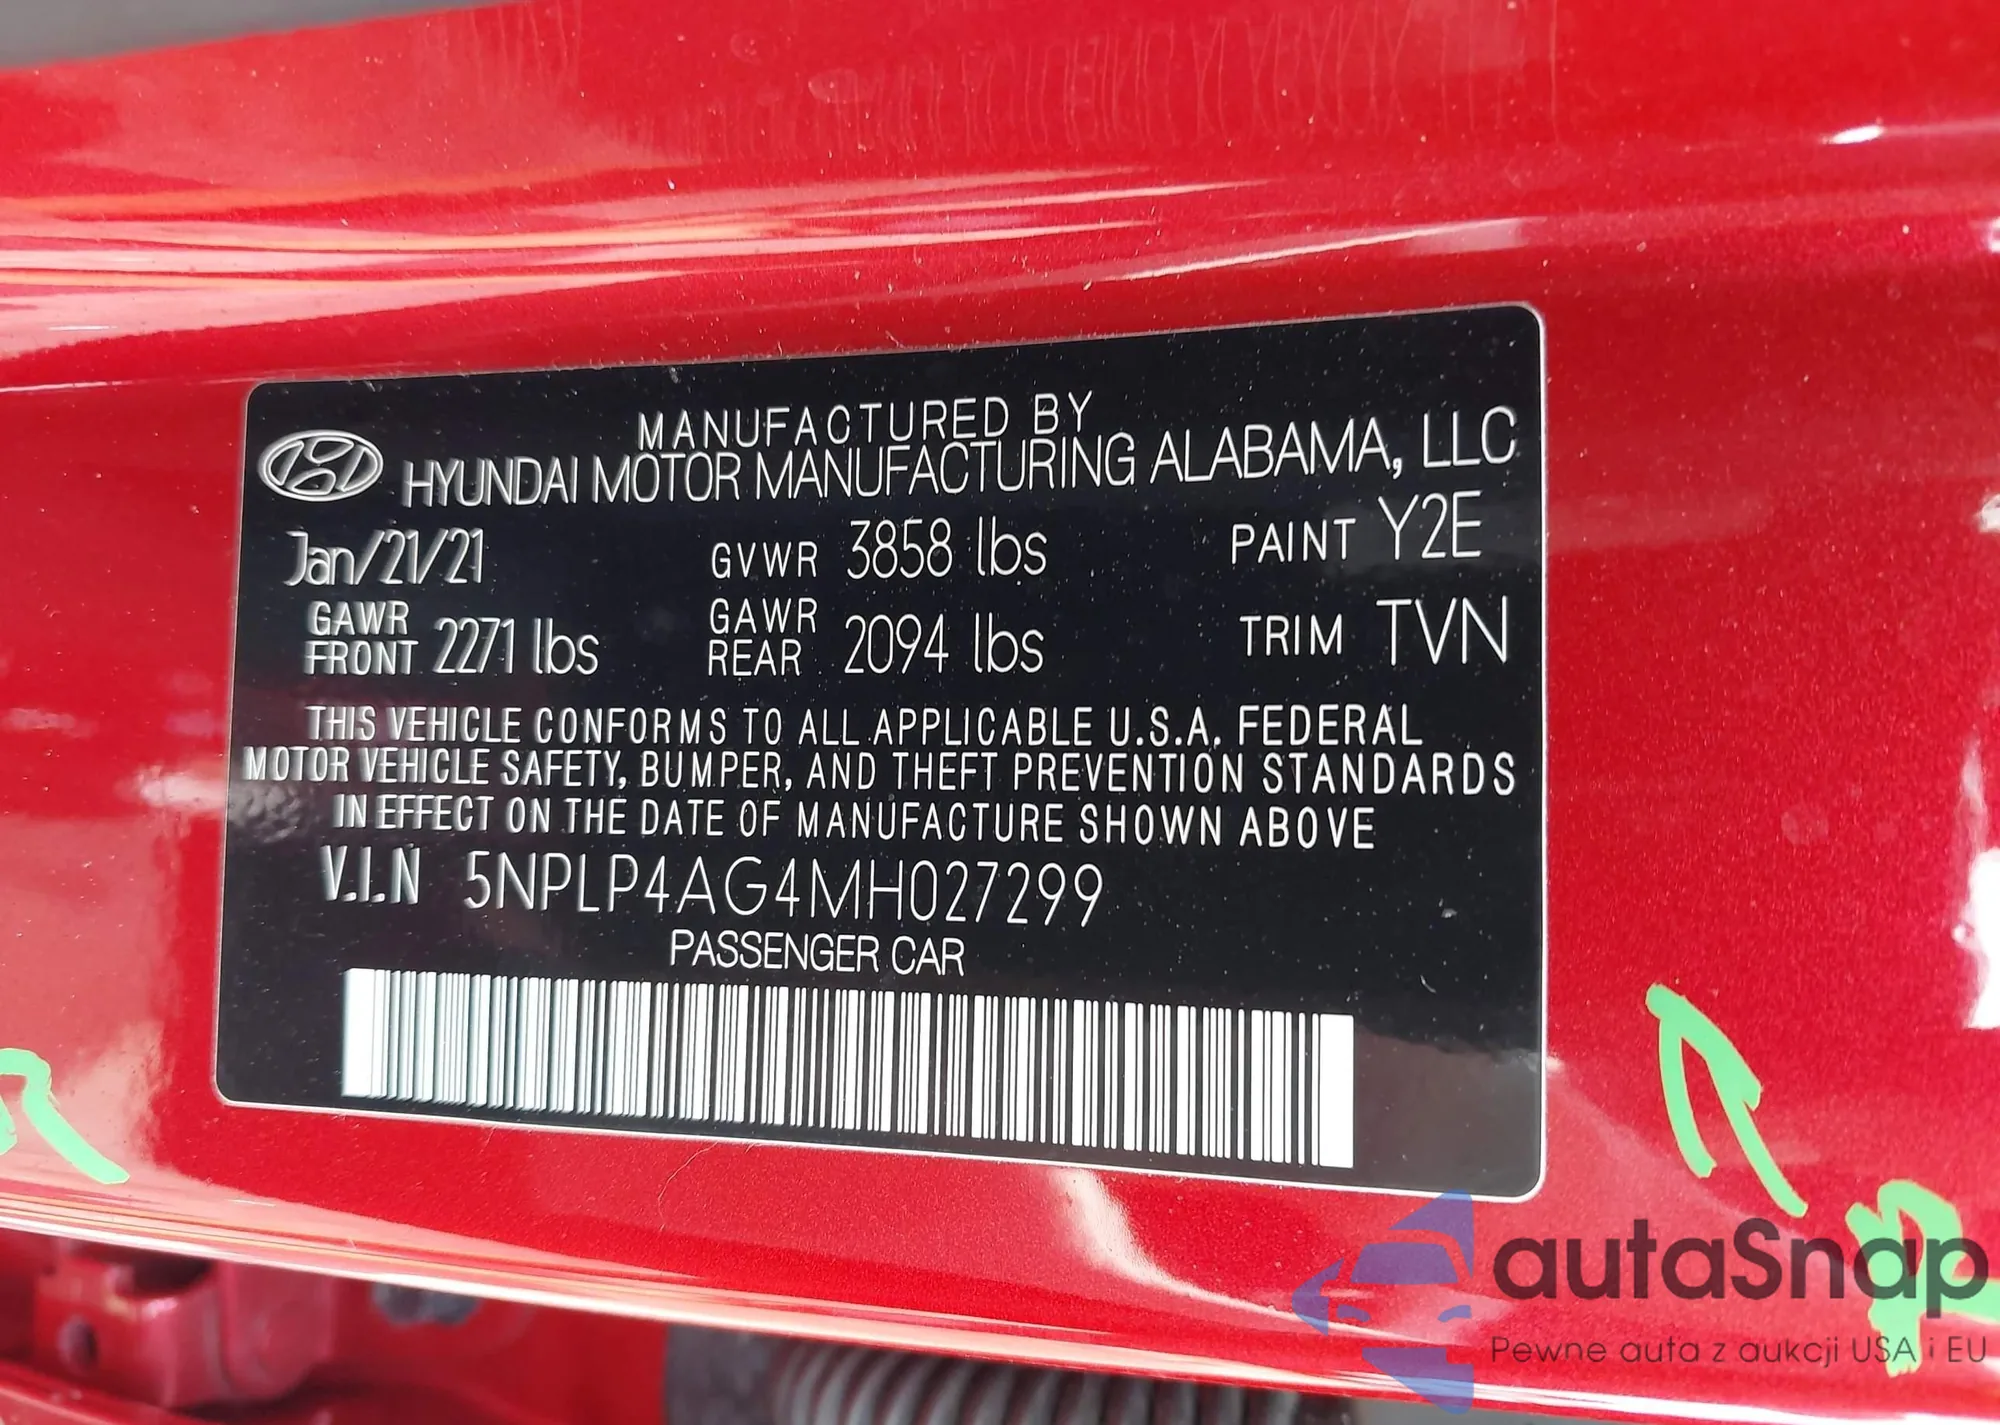 MANUFACTURED BY
HYUNDAI MOTOR MANUFACTURING ALABAMA, LLC
Jan/21/21 GVWR 3858 lbs PAINT Y2E
GAWR FRONT 2271 lbs GAWR REAR 2094 lbs TRIM TVN
THIS VEHICLE CONFORMS TO ALL APPLICABLE U.S.A. FEDERAL
MOTOR VEHICLE SAFETY, BUMPER, AND THEFT PREVENTION STANDARDS
IN EFFECT ON THE DATE OF MANUFACTURE SHOWN ABOVE
V.I.N 5NPLP4AG4MH027299
PASSENGER CAR
autaSnap
Pewne auta z aukcji USA i EU